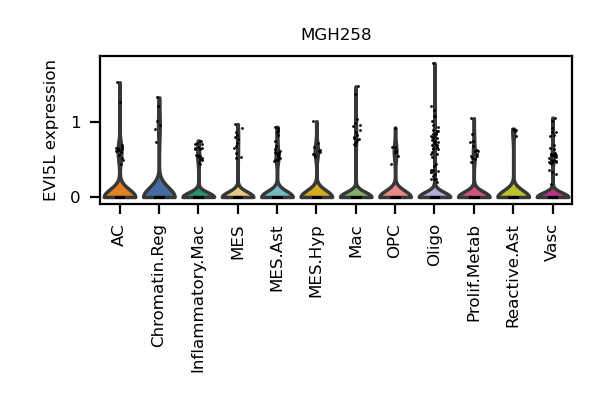 MGH258
EVI5L expression
1
0
AC
Chromatin.Reg
Inflammatory.Mac
MES
MES.Ast
MES.Hyp
Mac
OPC
Oligo
Prolif.Metab
Reactive.Ast
Vasc